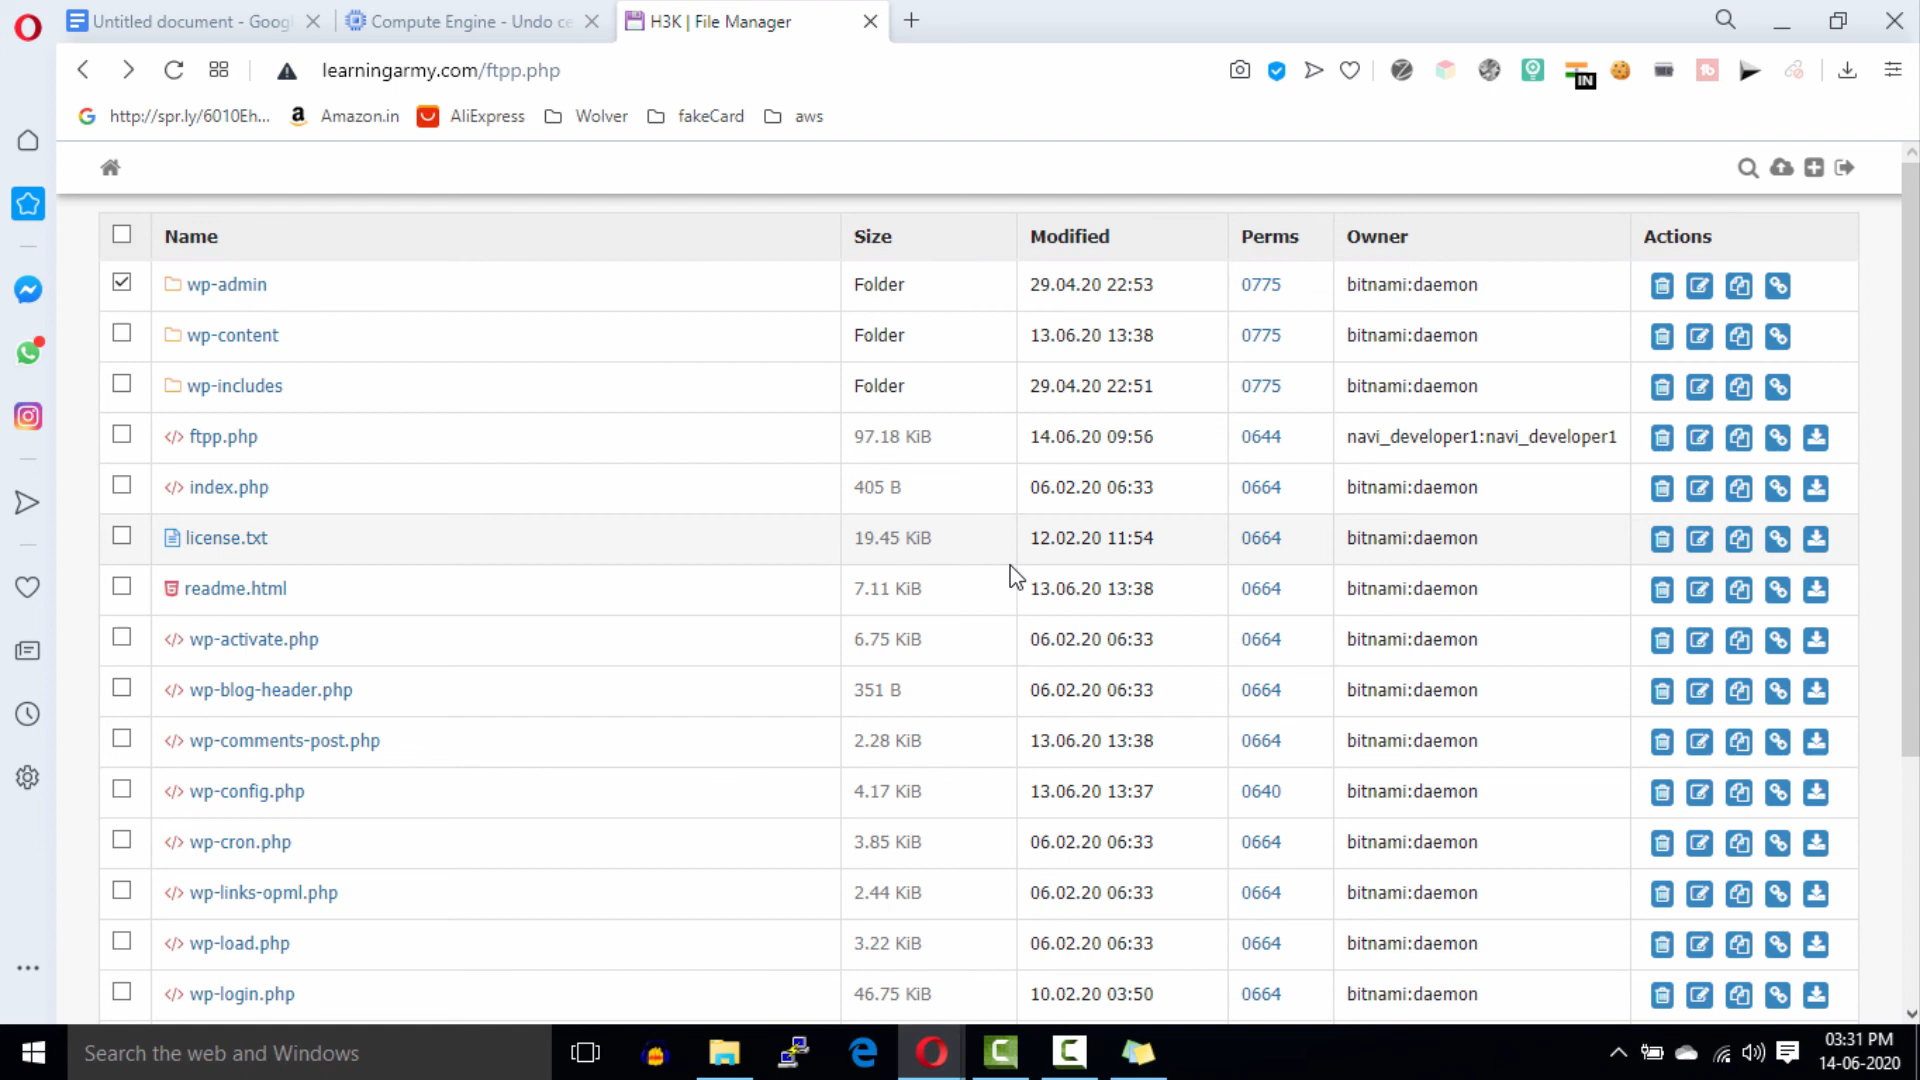 Untitled document - Googl
Compute Engine - Undo ce
H3K | File Manager
learningarmy.com/ftpp.php
IN
http://spr.ly/6010Eh...
Amazon.in
AliExpress
Wolver
fakeCard
aws
Name Size Modified Perms Owner Actions
wp-admin Folder 29.04.20 22:53 0775 bitnami:daemon
wp-content Folder 13.06.20 13:38 0775 bitnami:daemon
wp-includes Folder 29.04.20 22:51 0775 bitnami:daemon
ftpp.php 97.18 KiB 14.06.20 09:56 0644 navi_developer1:navi_developer1
index.php 405 B 06.02.20 06:33 0664 bitnami:daemon
license.txt 19.45 KiB 12.02.20 11:54 0664 bitnami:daemon
readme.html 7.11 KiB 13.06.20 13:38 0664 bitnami:daemon
wp-activate.php 6.75 KiB 06.02.20 06:33 0664 bitnami:daemon
wp-blog-header.php 351 B 06.02.20 06:33 0664 bitnami:daemon
wp-comments-post.php 2.28 KiB 13.06.20 13:38 0664 bitnami:daemon
wp-config.php 4.17 KiB 13.06.20 13:37 0640 bitnami:daemon
wp-cron.php 3.85 KiB 06.02.20 06:33 0664 bitnami:daemon
wp-links-opml.php 2.44 KiB 06.02.20 06:33 0664 bitnami:daemon
wp-load.php 3.22 KiB 06.02.20 06:33 0664 bitnami:daemon
wp-login.php 46.75 KiB 10.02.20 03:50 0664 bitnami:daemon
Search the web and Windows
03:31 PM
14-06-2020